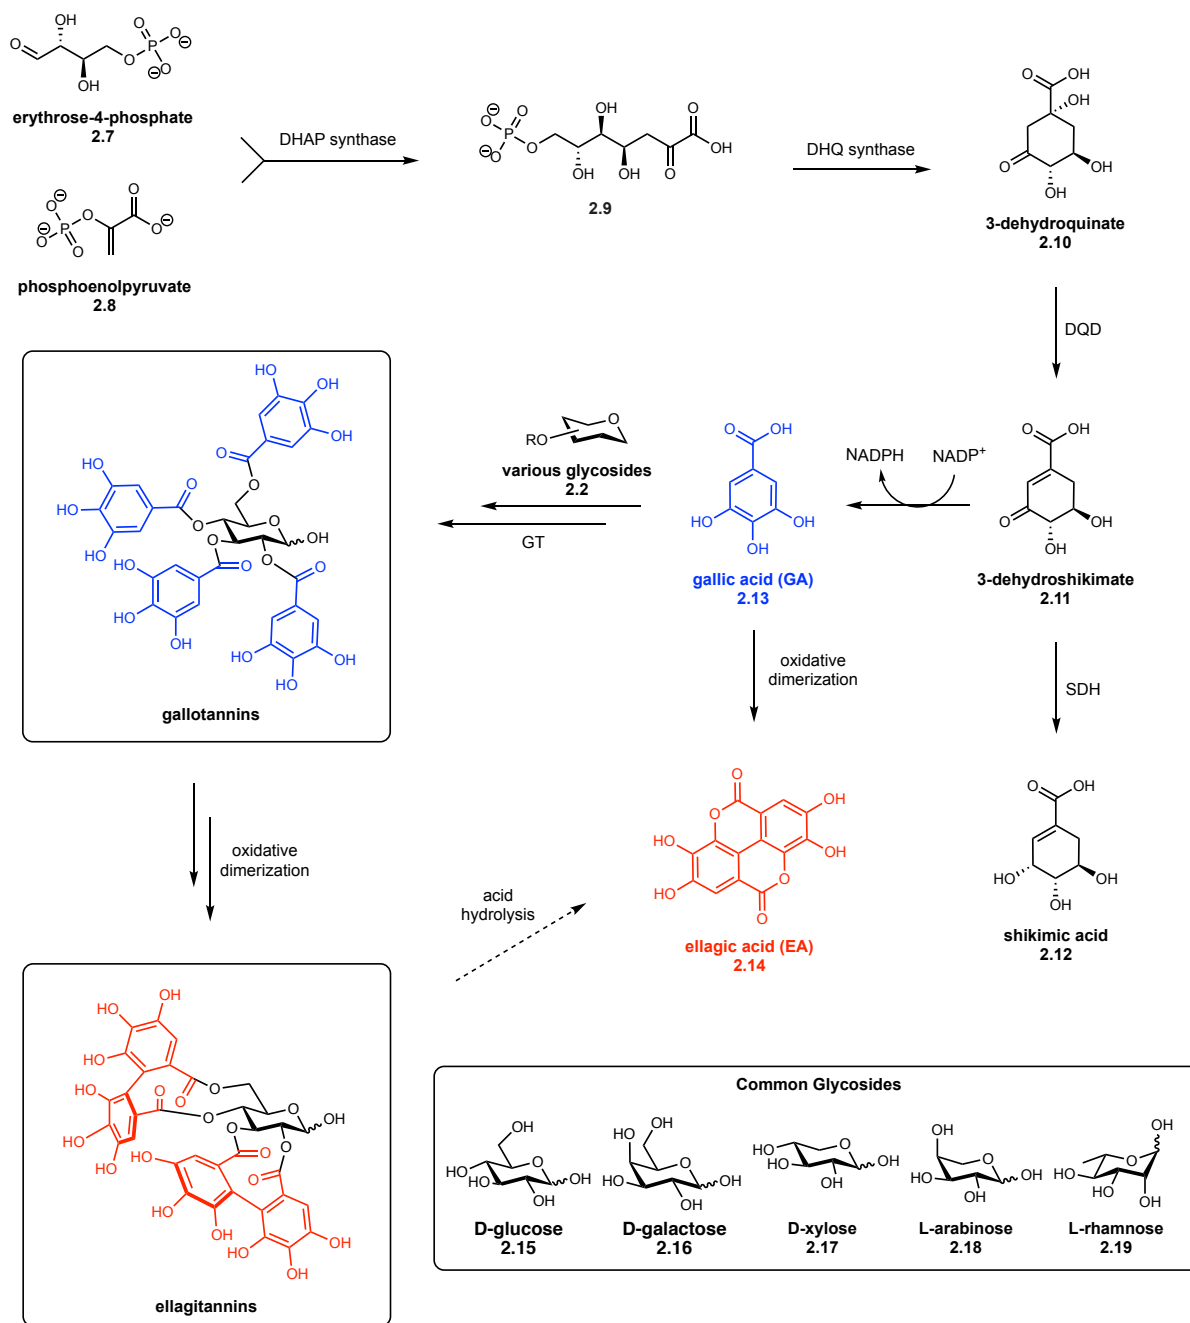 erythrose-4-phosphate
2.7
DHAP synthase
2.9
DHQ synthase
3-dehydroquinate
2.10
phosphoenolpyruvate
2.8
DQD
various glycosides
2.2
GT
gallic acid (GA)
2.13
NADPH
NADP+
3-dehydroshikimate
2.11
gallotannins
oxidative
dimerization
SDH
oxidative
dimerization
acid
hydrolysis
ellagic acid (EA)
2.14
shikimic acid
2.12
ellagitannins
Common Glycosides
D-glucose
2.15
D-galactose
2.16
D-xylose
2.17
L-arabinose
2.18
L-rhamnose
2.19